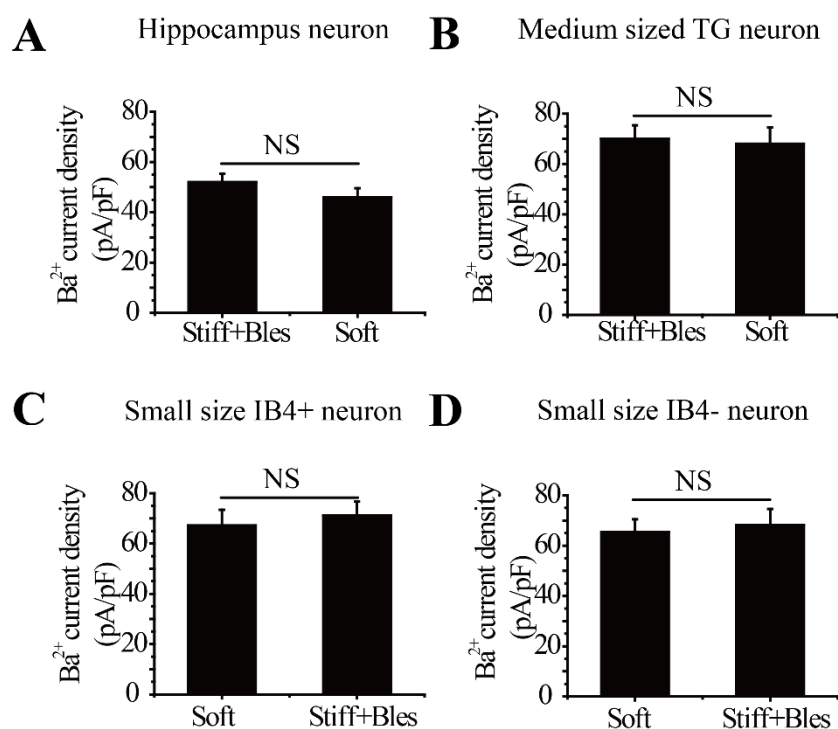 A
Hippocampus neuron
Ba2+ current density
(pA/pF)
80
60
40
20
0
NS
Stiff+Bles
Soft
B
Medium sized TG neuron
Ba2+ current density
(pA/pF)
80
60
40
20
0
NS
Stiff+Bles
Soft
C
Small size IB4+ neuron
Ba2+ current density
(pA/pF)
80
60
40
20
0
NS
Soft
Stiff+Bles
D
Small size IB4- neuron
Ba2+ current density
(pA/pF)
80
60
40
20
0
NS
Soft
Stiff+Bles